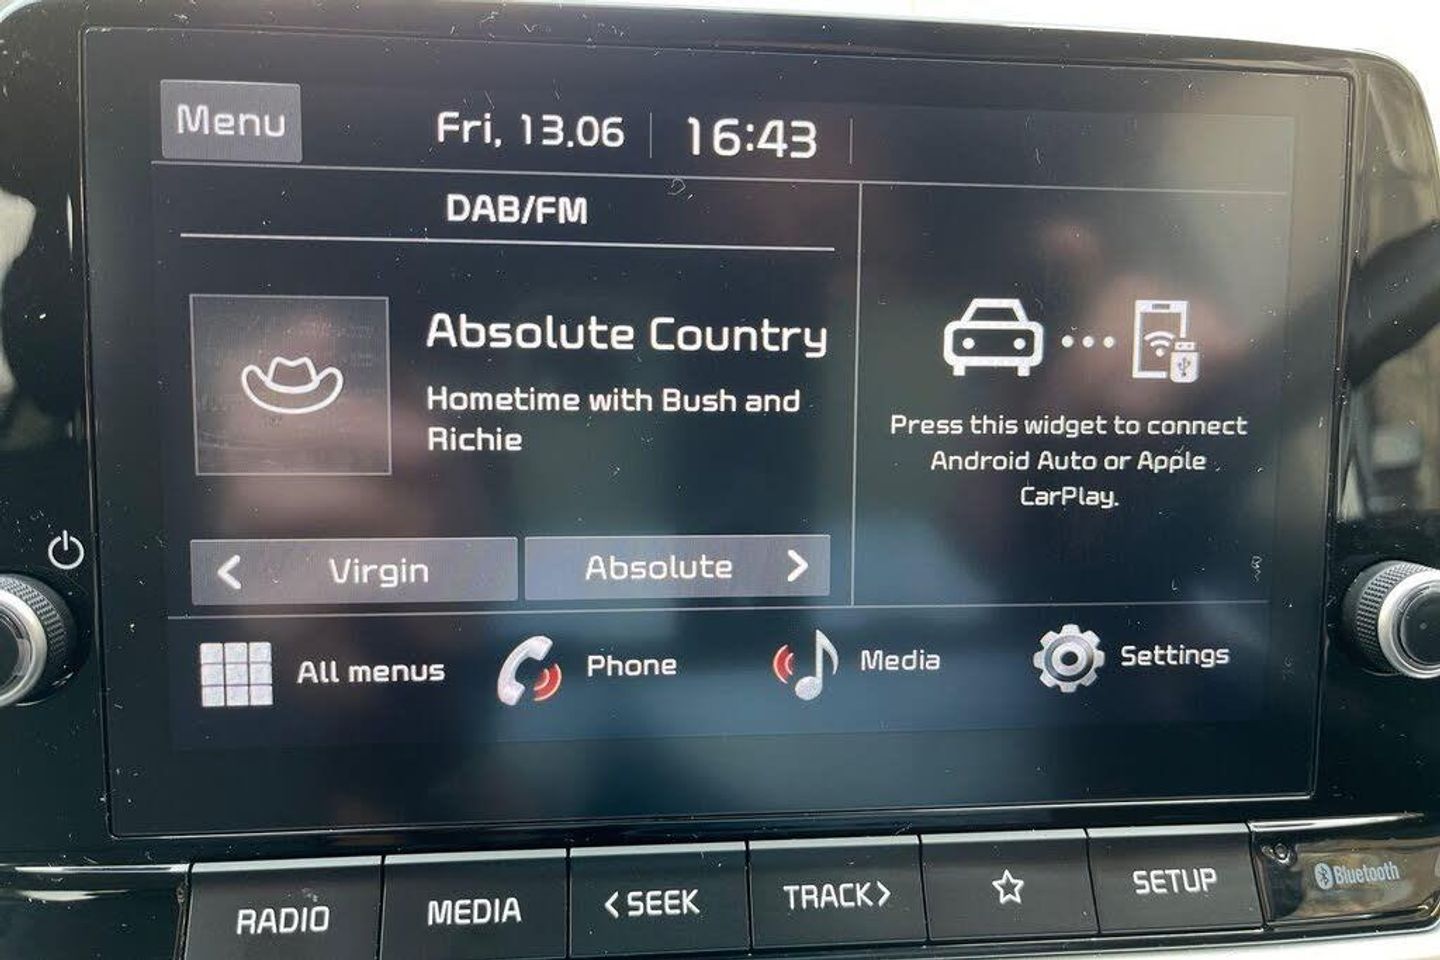 Menu
Fri, 13.06
16:43
DAB/FM
Absolute Country
Hometime with Bush and
Richie
Virgin
Absolute
Press this widget to connect
Android Auto or Apple
CarPlay.
All menus
Phone
Media
Settings
RADIO
MEDIA
<SEEK
TRACK>
SETUP
Bluetooth